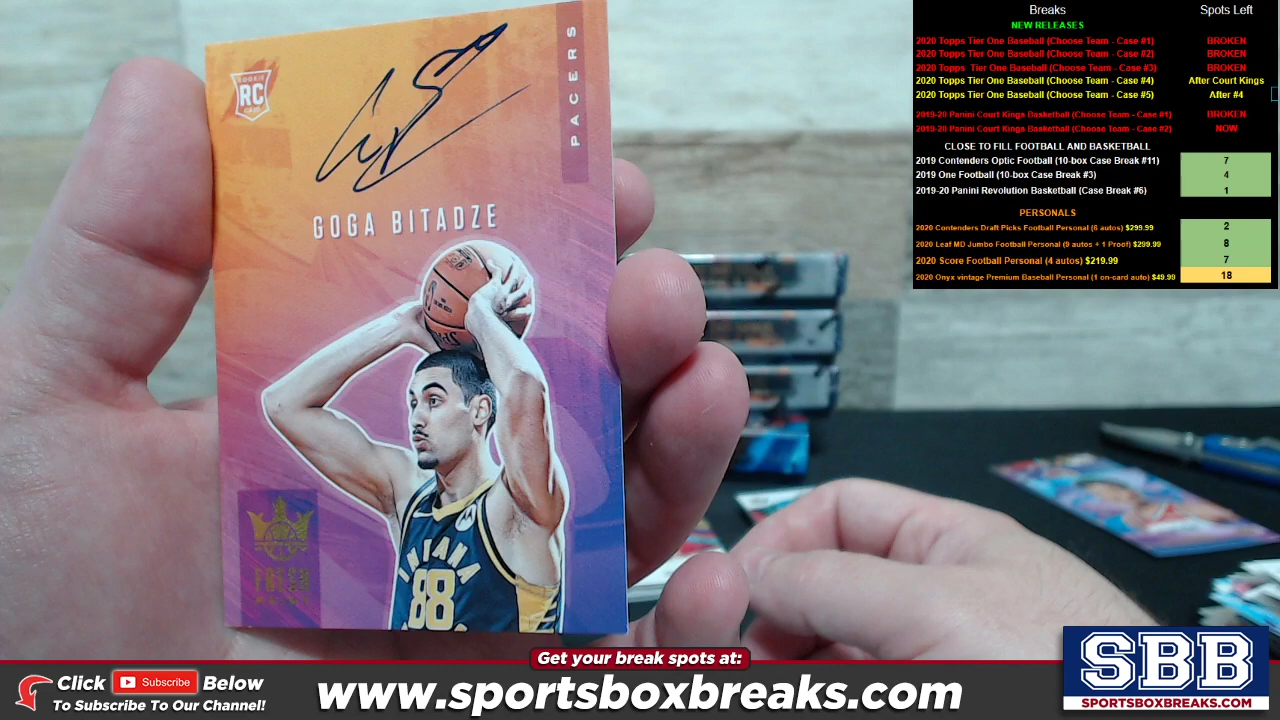 ROOKIE
RC
CARD
PACERS
GOGA BITADZE
INDIANA
88
FRESH
PAINT
Breaks Spots Left
NEW RELEASES
2020 Topps Tier One Baseball (Choose Team - Case #1) BROKEN
2020 Topps Tier One Baseball (Choose Team - Case #2) BROKEN
2020 Topps Tier One Baseball (Choose Team - Case #3) BROKEN
2020 Topps Tier One Baseball (Choose Team - Case #4) After Court Kings
2020 Topps Tier One Baseball (Choose Team - Case #5) After #4
2019-20 Panini Court Kings Basketball (Choose Team - Case #1) BROKEN
2019-20 Panini Court Kings Basketball (Choose Team - Case #2) NOW
CLOSE TO FILL FOOTBALL AND BASKETBALL
2019 Contenders Optic Football (10-box Case Break #11) 7
2019 One Football (10-box Case Break #3) 4
2019-20 Panini Revolution Basketball (Case Break #6) 1
PERSONALS
2020 Contenders Draft Picks Football Personal (6 autos) $299.99 2
2020 Leaf MD Jumbo Football Personal (9 autos + 1 Proof) $299.99 8
2020 Score Football Personal (4 autos) $219.99 7
2020 Onyx vintage Premium Baseball Personal (1 on-card auto) $49.99 18
Get your break spots at:
Click Subscribe Below
To Subscribe To Our Channel!
www.sportsboxbreaks.com
SBB
SPORTSBOXBREAKS.COM